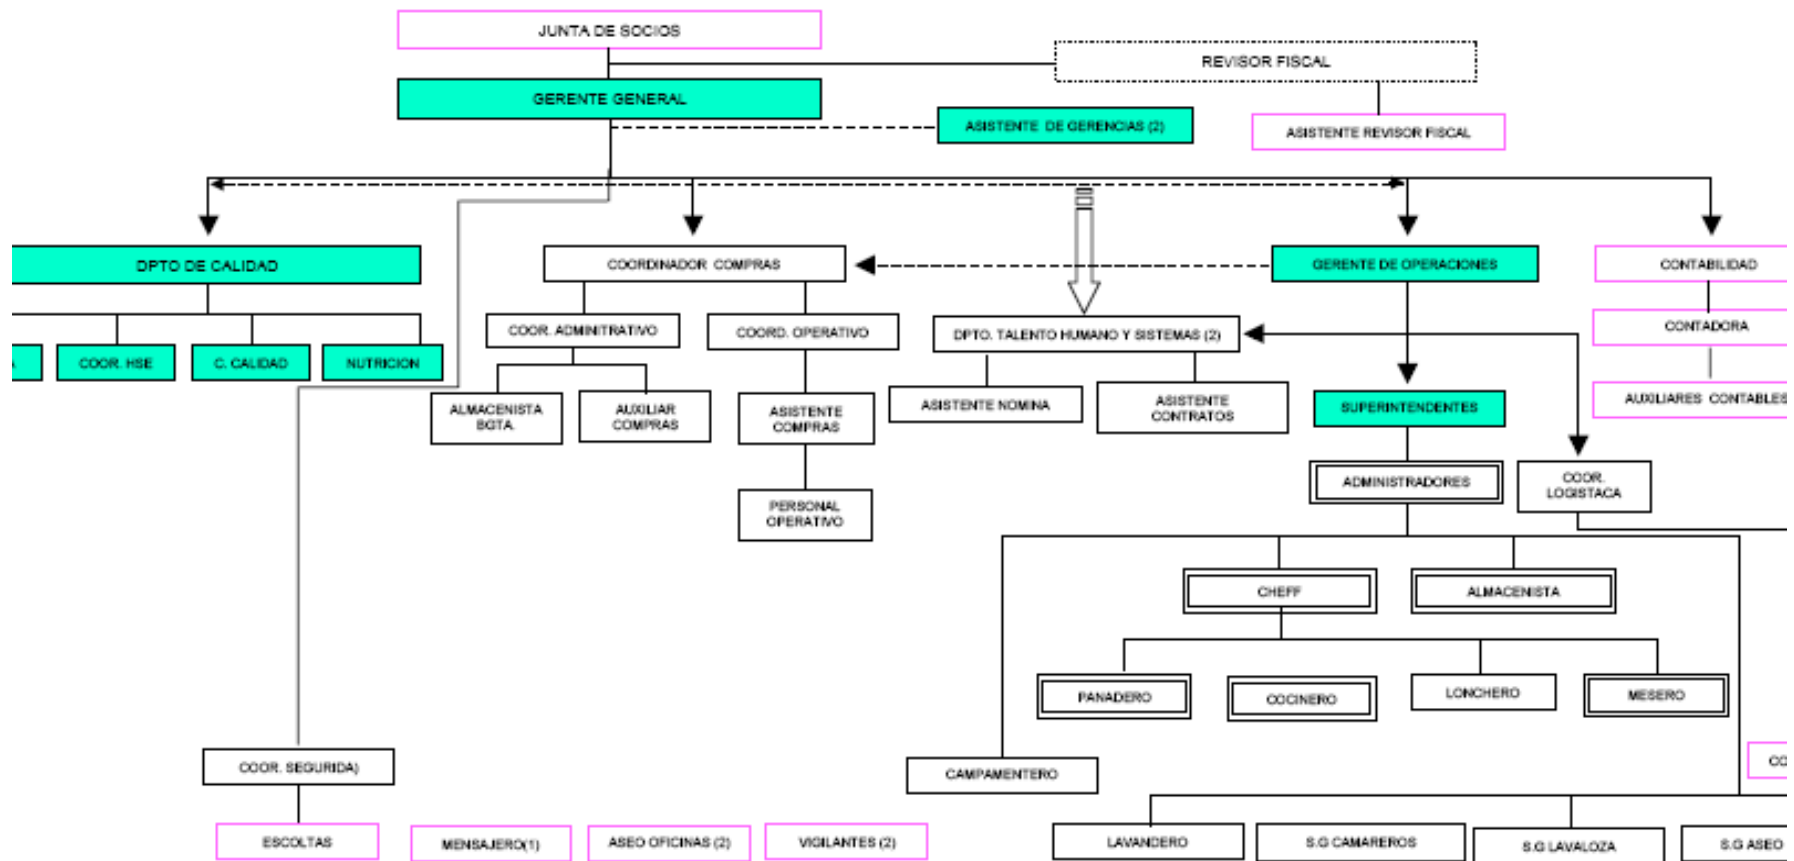 JUNTA DE SOCIOS
REVISOR FISCAL
GERENTE GENERAL
ASISTENTE DE GERENCIAS (2)
ASISTENTE REVISOR FISCAL
DPTO DE CALIDAD
COORDINADOR COMPRAS
GERENTE DE OPERACIONES
CONTABILIDAD
COOR. ADMINITRATIVO
COORD. OPERATIVO
DPTO. TALENTO HUMANO Y SISTEMAS (2)
CONTADORA
A
COOR. HSE
C. CALIDAD
NUTRICION
ALMACENISTA
BGTA.
AUXILIAR
COMPRAS
ASISTENTE
COMPRAS
ASISTENTE NOMINA
ASISTENTE
CONTRATOS
SUPERINTENDENTES
AUXILIARES CONTABLES
ADMINISTRADORES
COOR.
LOGISTACA
PERSONAL
OPERATIVO
CHEFF
ALMACENISTA
PANADERO
COCINERO
LONCHERO
MESERO
COOR. SEGURIDA)
CAMPAMENTERO
CO
ESCOLTAS
MENSAJERO(1)
ASEO OFICINAS (2)
VIGILANTES (2)
LAVANDERO
S.G CAMAREROS
S.G LAVALOZA
S.G ASEO